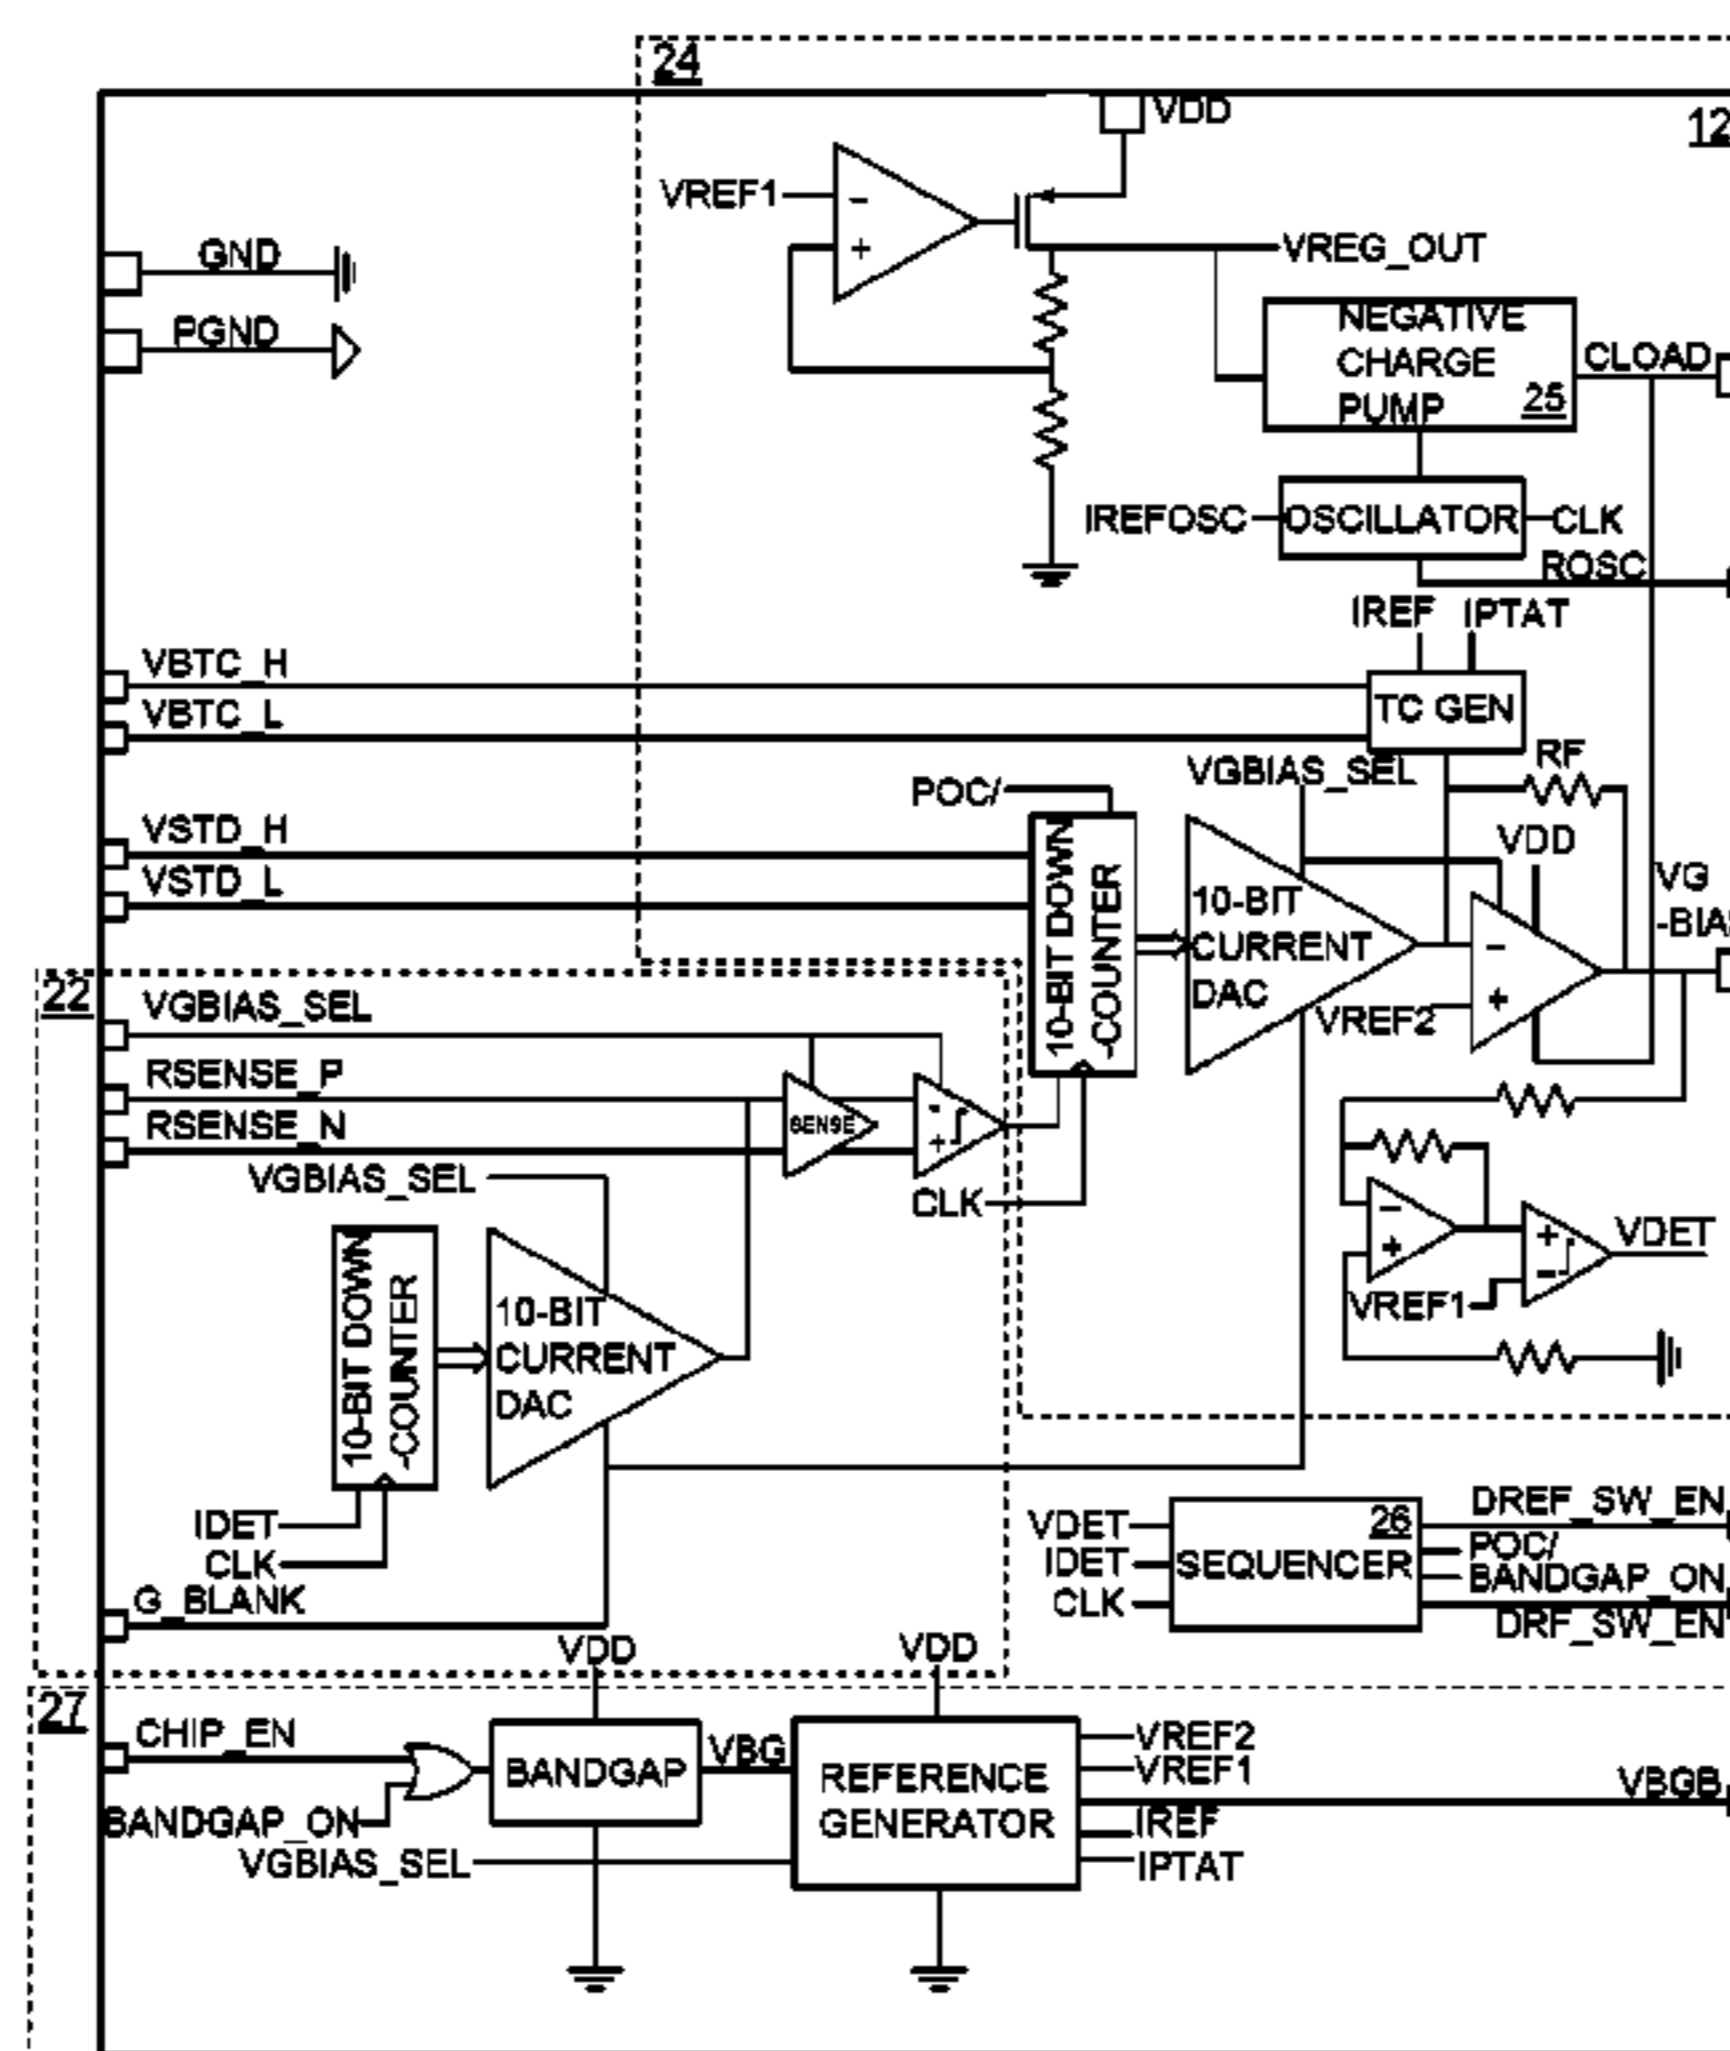 24
VDD
12
VREF1
-
+
GND
VREG_OUT
PGND
NEGATIVE
CHARGE
PUMP
25
CLOAD
IREFOSC
OSCILLATOR
CLK
ROSC
IREF
IPTAT
VBTC_H
VBTC_L
TC GEN
RF
VGBIAS_SEL
POC/
VSTD_H
VSTD_L
VDD
VG
-BIAS
10-BIT DOWN
-COUNTER
10-BIT
CURRENT
DAC
-
+
VREF2
22
VGBIAS_SEL
RSENSE_P
RSENSE_N
SENSE
-
+
VGBIAS_SEL
CLK
-
+
+
-
VDET
VREF1
10-BIT DOWN
-COUNTER
10-BIT
CURRENT
DAC
IDET
CLK
G_BLANK
VDET
IDET
CLK
26
SEQUENCER
DREF_SW_EN
POC/
BANDGAP_ON
DRF_SW_EN
VDD
VDD
27
CHIP_EN
BANDGAP_ON
BANDGAP
VBG
REFERENCE
GENERATOR
VREF2
VREF1
VBGB
IREF
IPTAT
VGBIAS_SEL